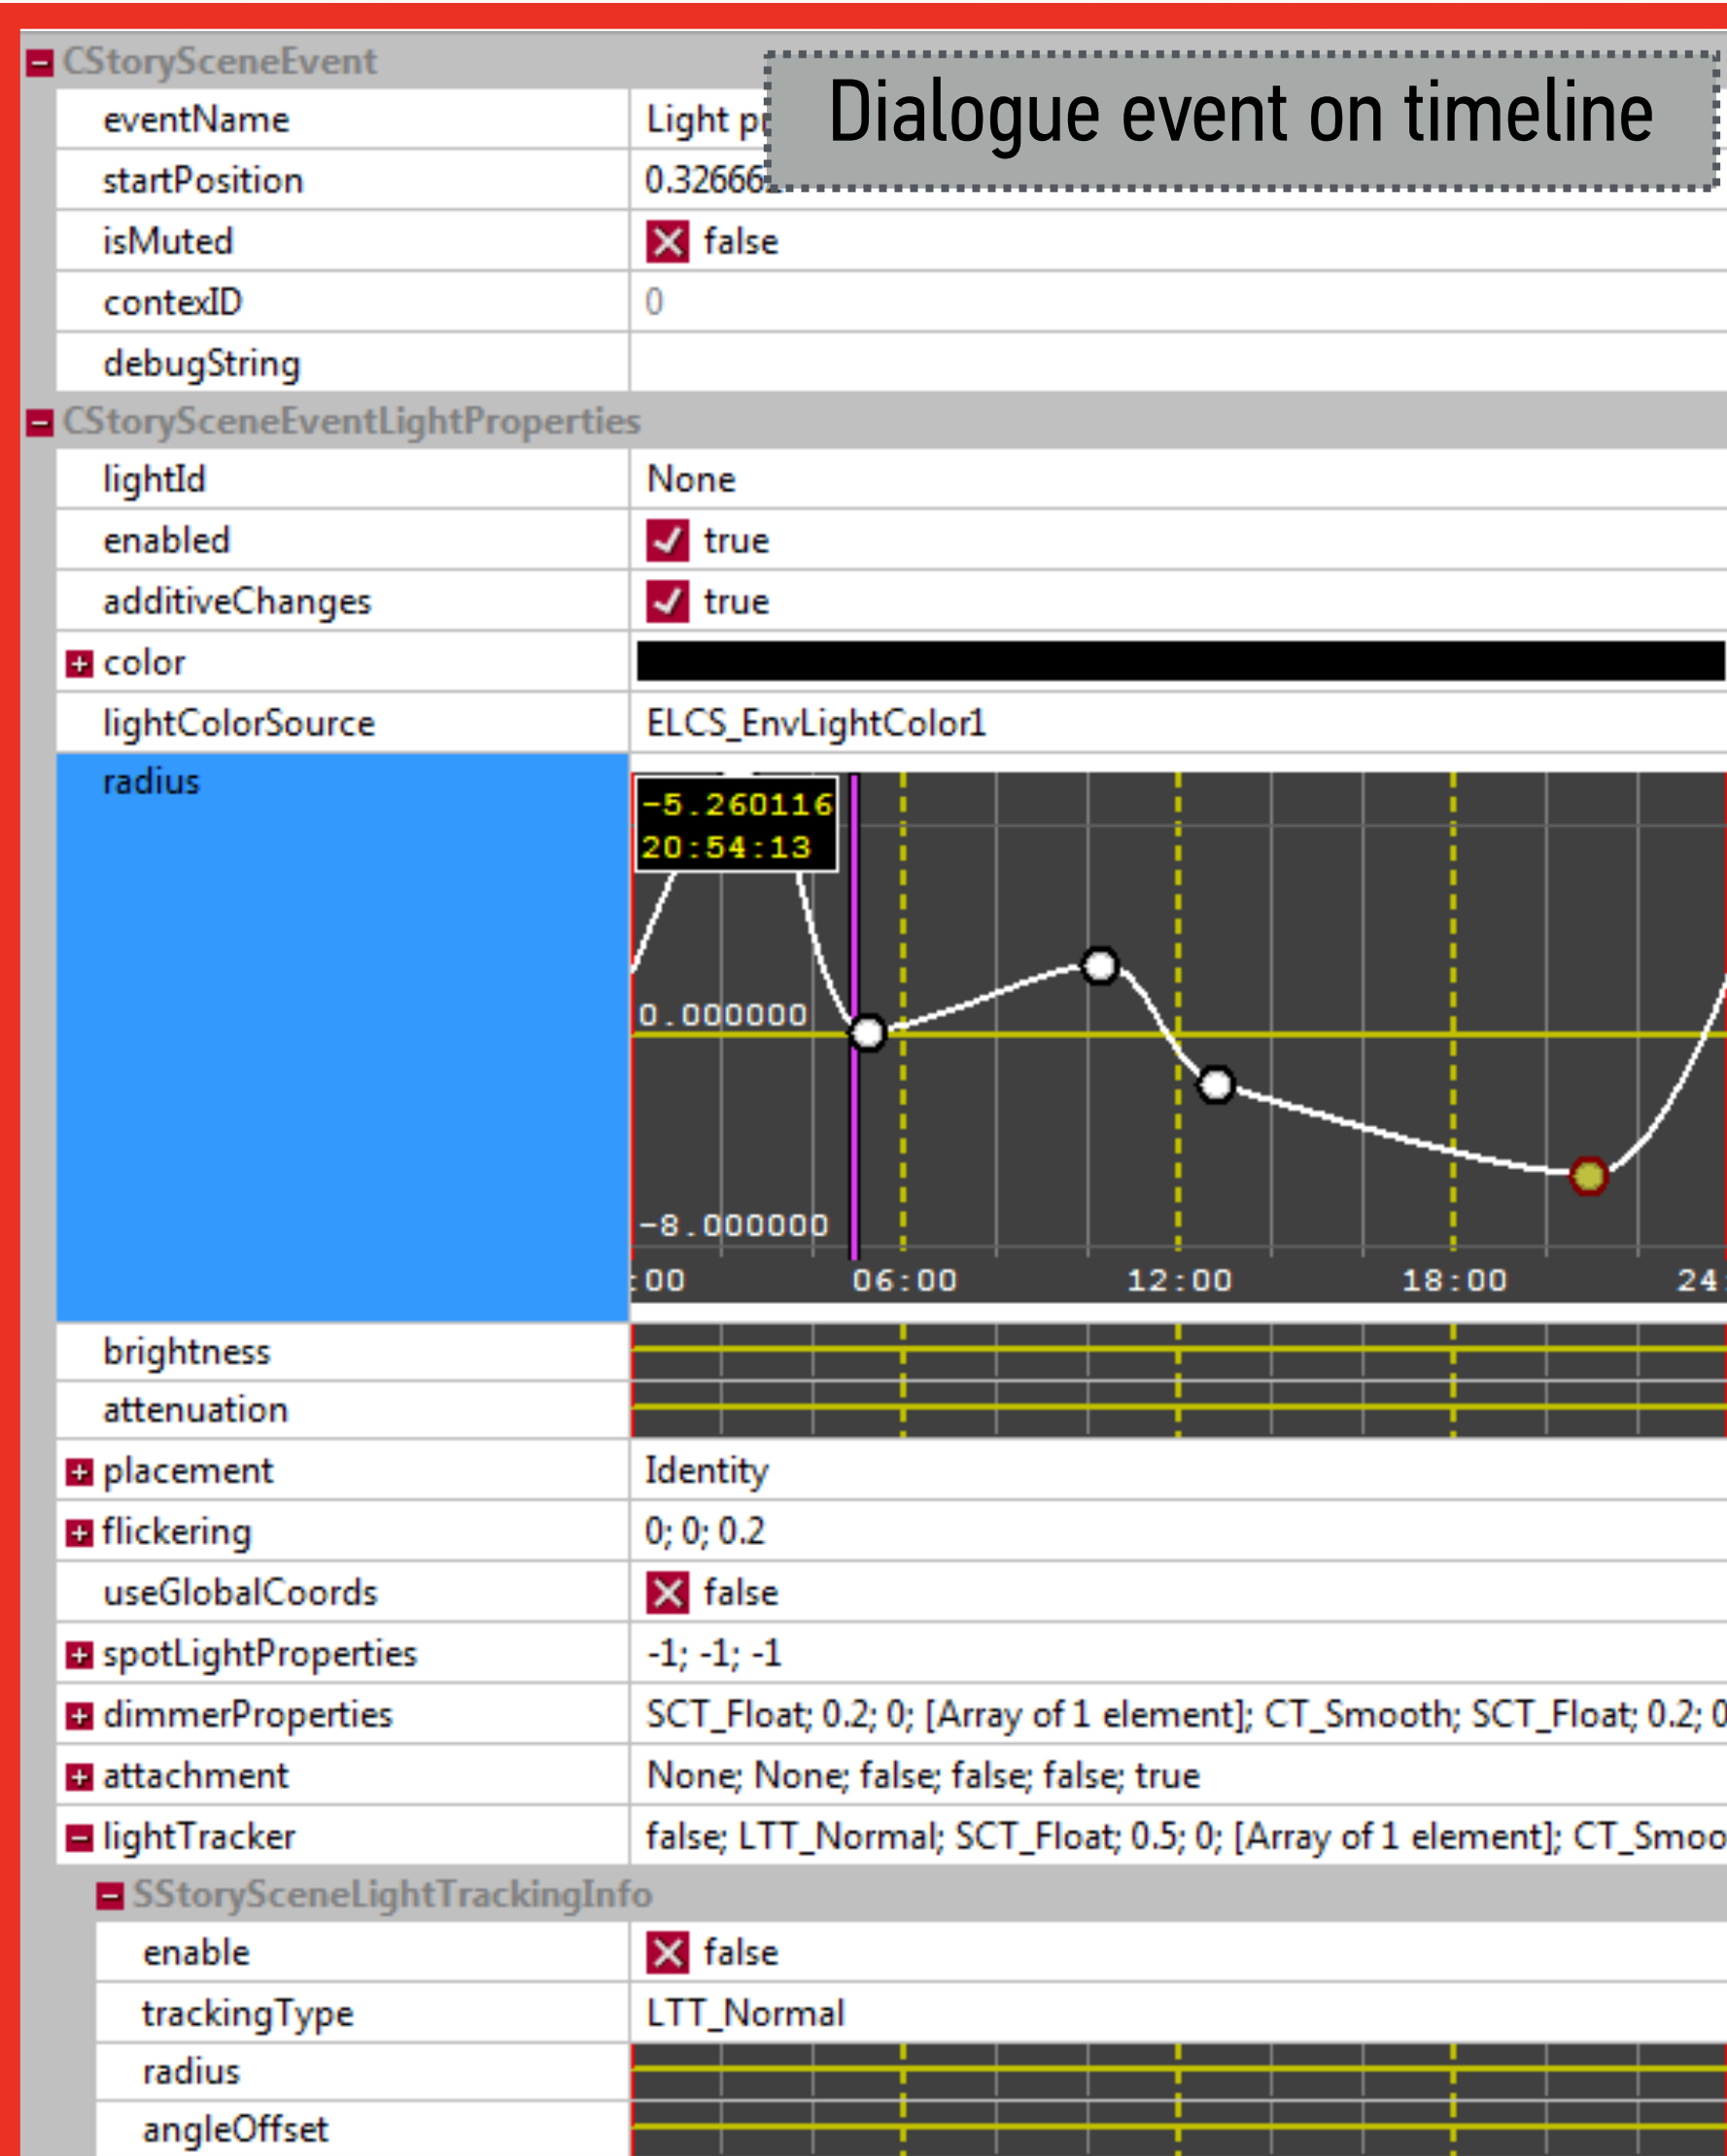 CStorySceneEvent
Dialogue event on timeline
eventName Light
startPosition
isMuted false
contexID 0
debugString
CStorySceneEventLightProperties
lightId None
enabled true
additiveChanges true
color
lightColorSource ELCS_EnvLightColor1
radius
-5.260116
20:54:13
0.000000
-8.000000
:00 06:00 12:00 18:00 24
brightness
attenuation
placement Identity
flickering 0; 0; 0.2
useGlobalCoords false
spotLightProperties -1; -1; -1
dimmerProperties SCT_Float; 0.2; 0; [Array of 1 element]; CT_Smooth; SCT_Float; 0.2; 0
attachment None; None; false; false; false; true
lightTracker false; LTT_Normal; SCT_Float; 0.5; 0; [Array of 1 element]; CT_Smoo
SStorySceneLightTrackingInfo
enable false
trackingType LTT_Normal
radius
angleOffset